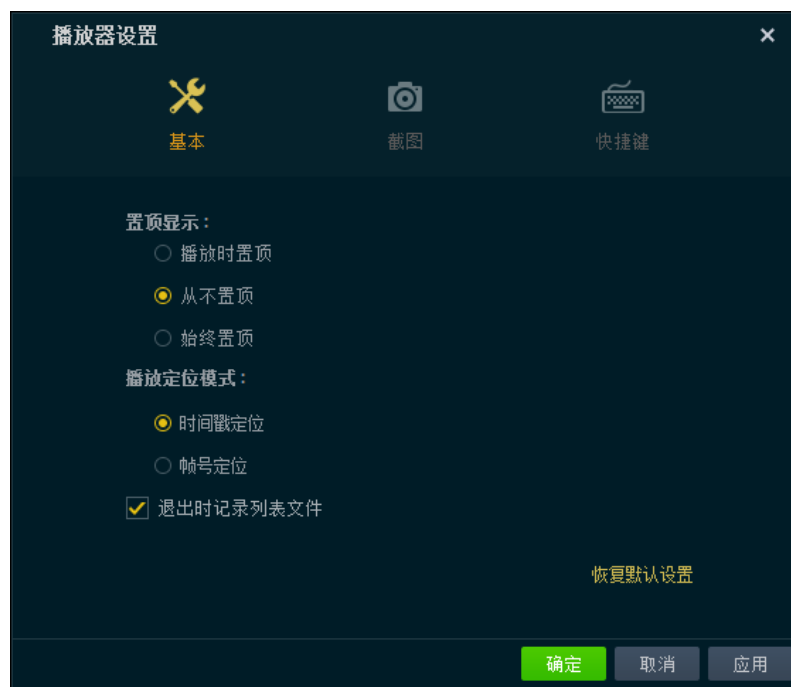 播放器设置
基本 截图 快捷键
置顶显示：
播放时置顶
从不置顶
始终置顶
播放定位模式：
时间戳定位
帧号定位
退出时记录列表文件
恢复默认设置
确定 取消 应用